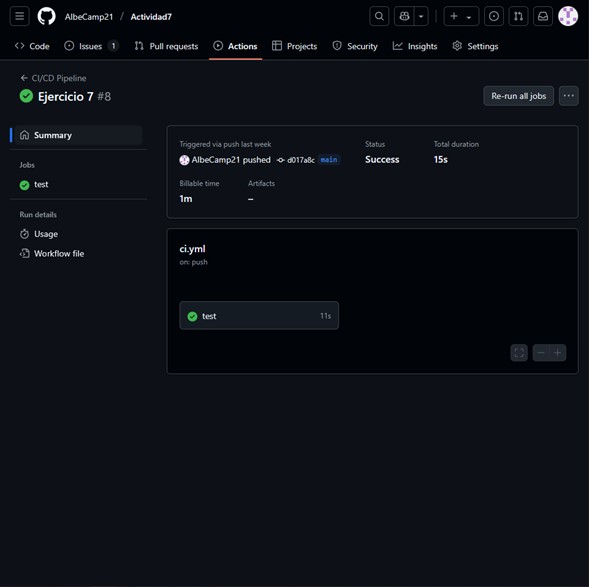 AlbeCamp21 / Actividad7
Code Issues 1 Pull requests Actions Projects Security Insights Settings
← CI/CD Pipeline
Ejercicio 7 #8
Re-run all jobs
Summary
Jobs
test
Run details
Usage
Workflow file
Triggered via push last week
AlbeCamp21 pushed d017a8c main
Status
Success
Total duration
15s
Billable time
1m
Artifacts
–
ci.yml
on: push
test 11s